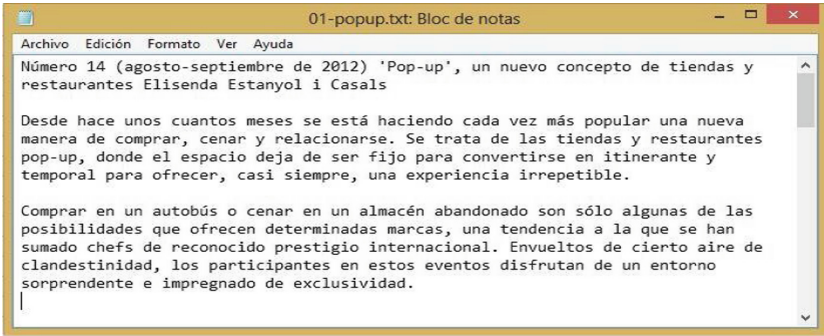 01-popup.txt: Bloc de notas
Archivo Edición Formato Ver Ayuda
Número 14 (agosto-septiembre de 2012) 'Pop-up', un nuevo concepto de tiendas y
restaurantes Elisenda Estanyol i Casals
Desde hace unos cuantos meses se está haciendo cada vez más popular una nueva
manera de comprar, cenar y relacionarse. Se trata de las tiendas y restaurantes
pop-up, donde el espacio deja de ser fijo para convertirse en itinerante y
temporal para ofrecer, casi siempre, una experiencia irrepetible.
Comprar en un autobús o cenar en un almacén abandonado son sólo algunas de las
posibilidades que ofrecen determinadas marcas, una tendencia a la que se han
sumado chefs de reconocido prestigio internacional. Envueltos de cierto aire de
clandestinidad, los participantes en estos eventos disfrutan de un entorno
sorprendente e impregnado de exclusividad.